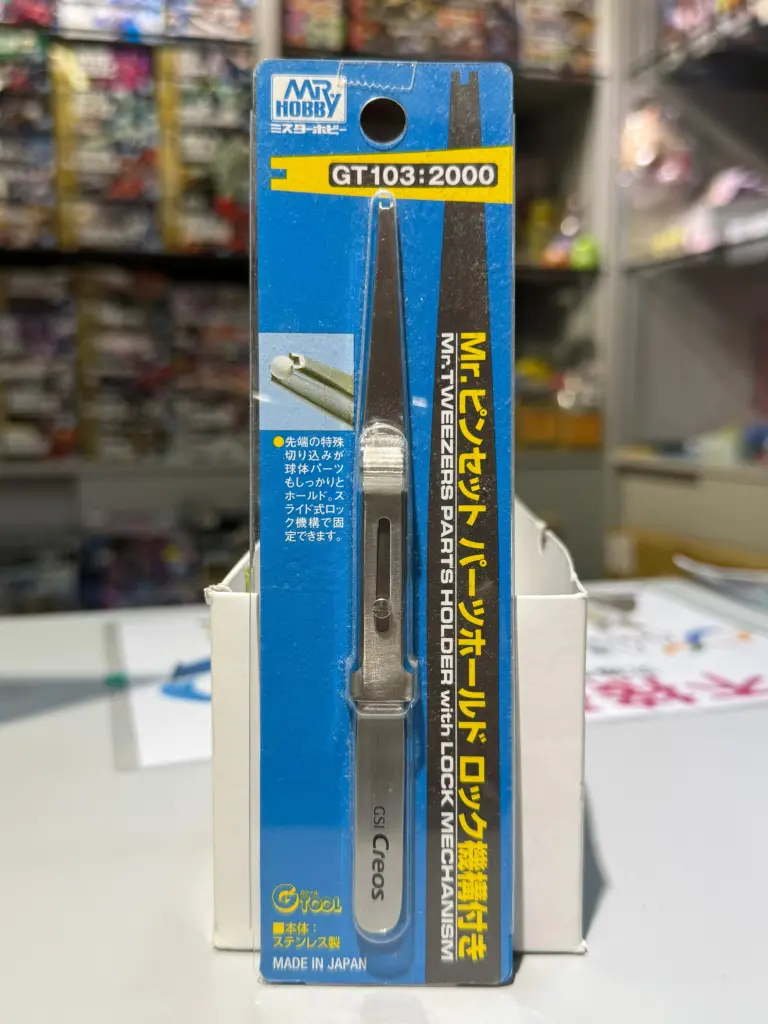 MR.
HOBBY
ミスターホビー
GT103:2000
Mr.ピンセット パーツホールド ロック機構付き
Mr.TWEEZERS PARTS HOLDER with LOCK MECHANISM
●先端の特殊
切り込みが
球体パーツ
もしっかりと
ホールド。ス
ライド式ロッ
ク機構で固
定できます。
GSI Creos
G TOOL
■本体：
ステンレス製
MADE IN JAPAN